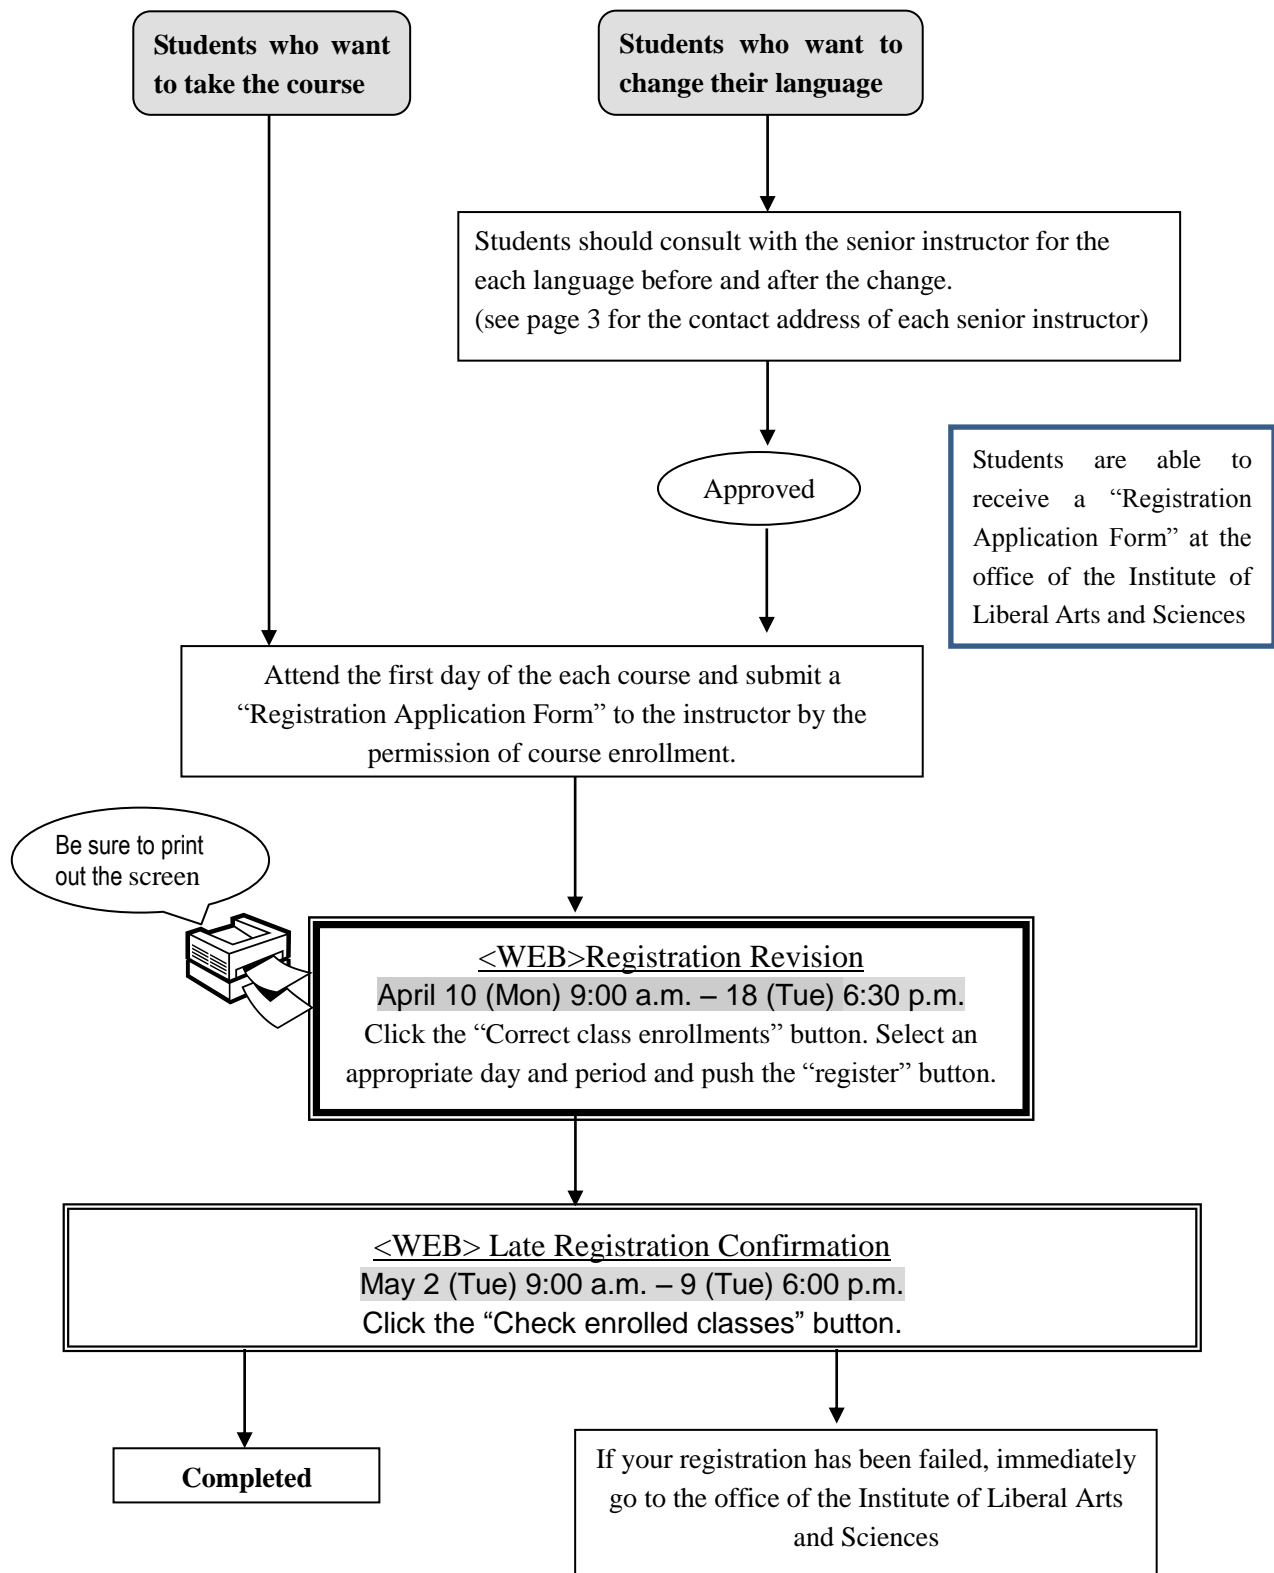 Students who want
to take the course
Students who want to
change their language
Students should consult with the senior instructor for the
each language before and after the change.
(see page 3 for the contact address of each senior instructor)
Approved
Students are able to
receive a “Registration
Application Form” at the
office of the Institute of
Liberal Arts and Sciences
Attend the first day of the each course and submit a
“Registration Application Form” to the instructor by the
permission of course enrollment.
Be sure to print
out the screen
<WEB>Registration Revision
April 10 (Mon) 9:00 a.m. – 18 (Tue) 6:30 p.m.
Click the “Correct class enrollments” button. Select an
appropriate day and period and push the “register” button.
<WEB> Late Registration Confirmation
May 2 (Tue) 9:00 a.m. – 9 (Tue) 6:00 p.m.
Click the “Check enrolled classes” button.
Completed
If your registration has been failed, immediately
go to the office of the Institute of Liberal Arts
and Sciences